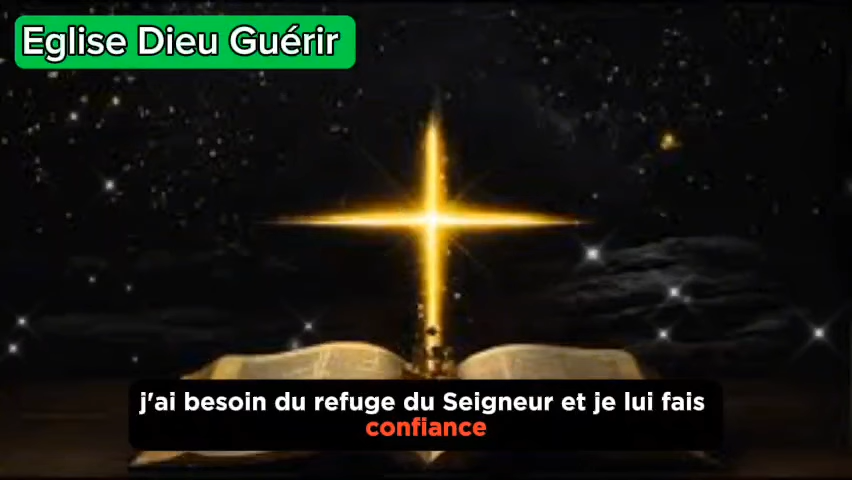 Eglise Dieu Guérir
j'ai besoin du refuge du Seigneur et je lui fais
confiance